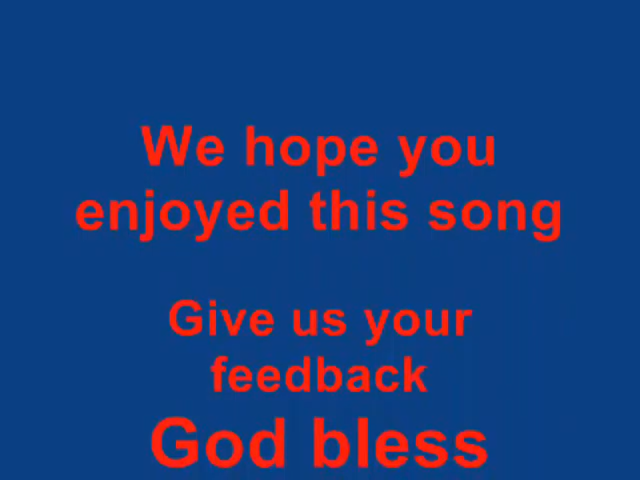 We hope you
enjoyed this song
Give us your
feedback
God bless